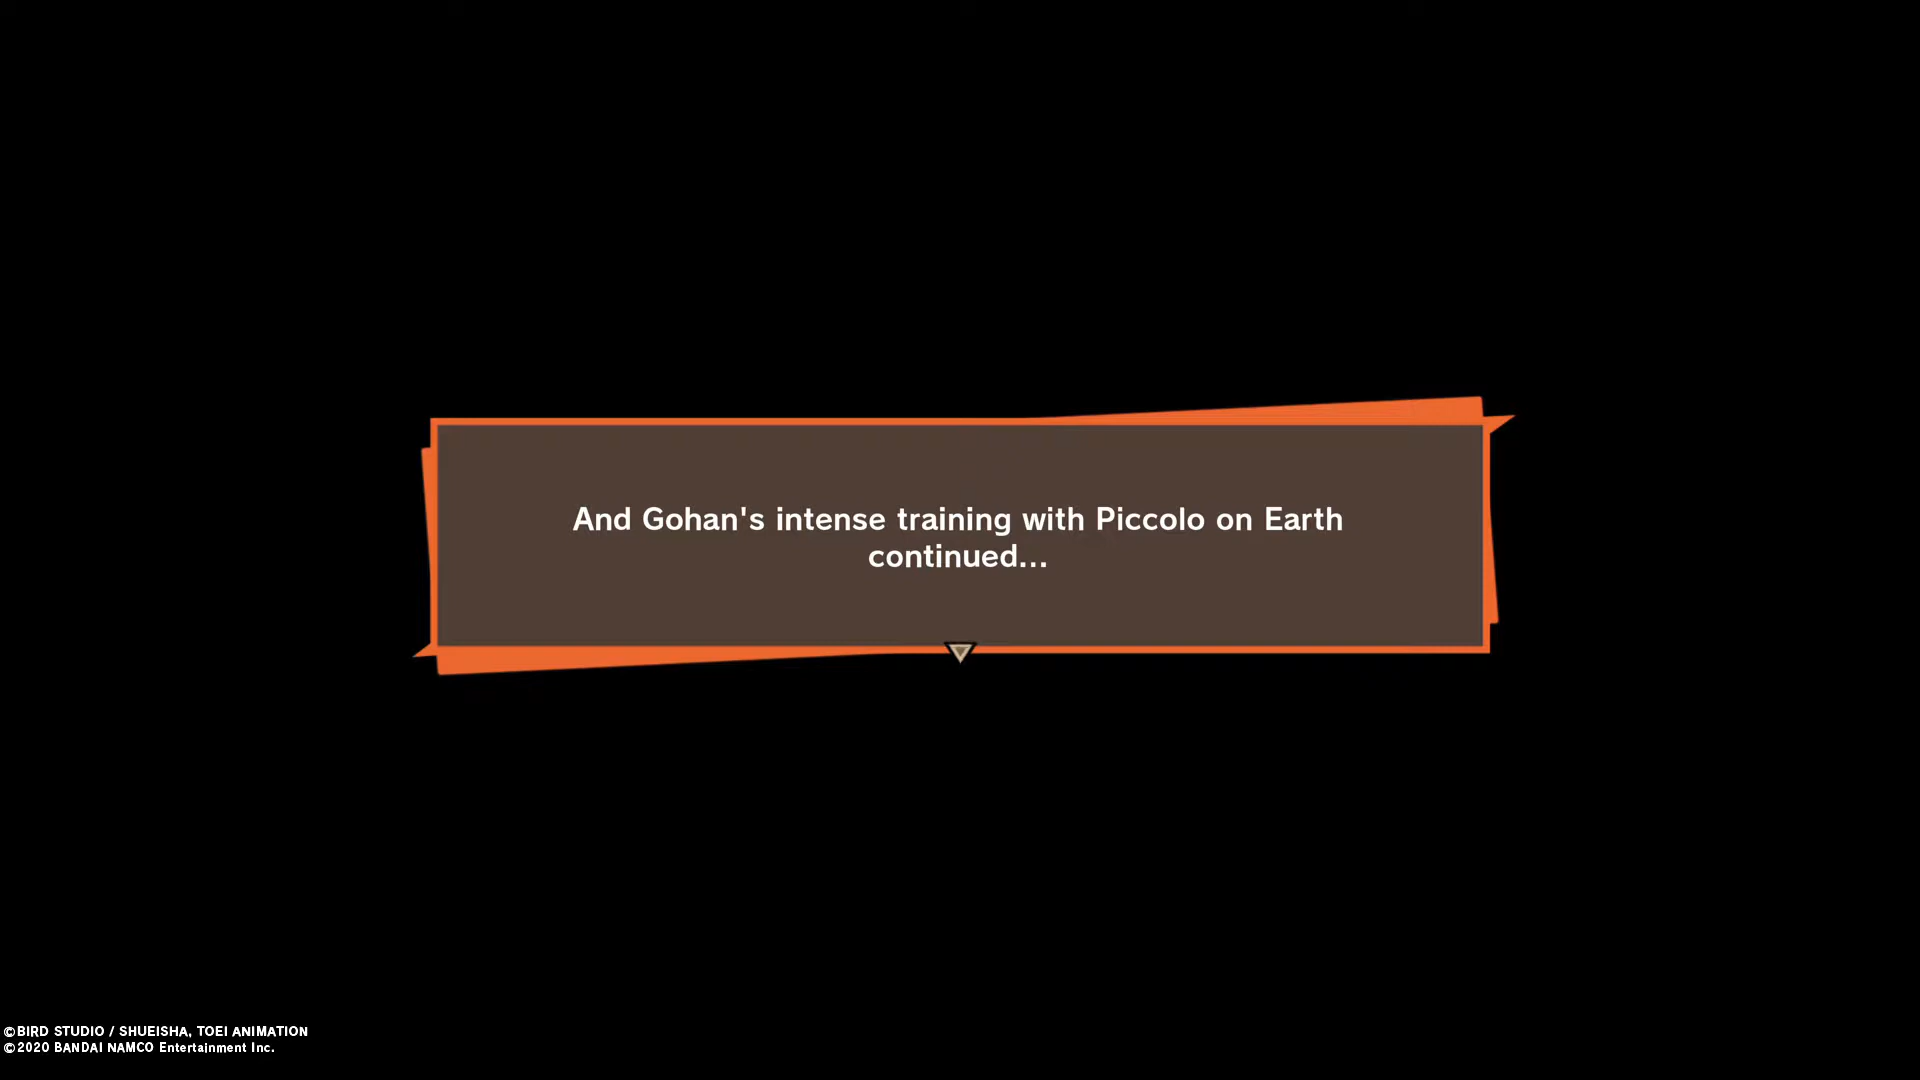 And Gohan's intense training with Piccolo on Earth
continued...
©BIRD STUDIO / SHUEISHA, TOEI ANIMATION
©2020 BANDAI NAMCO Entertainment Inc.